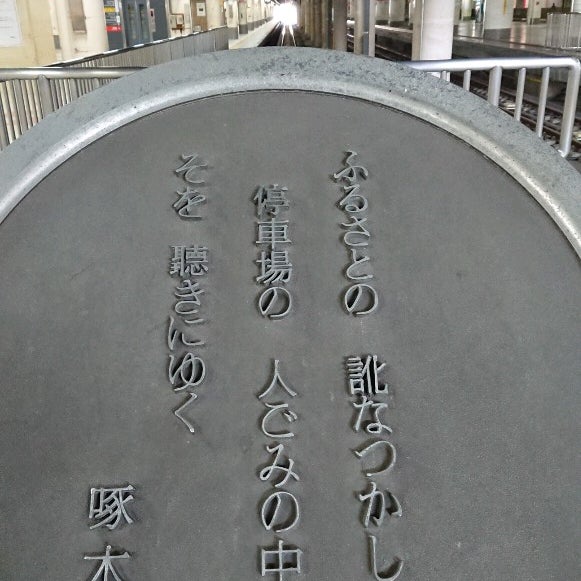 ふるさとの 訛なつかし
停車場の 人ごみの中
そを 聴きにゆく
啄木